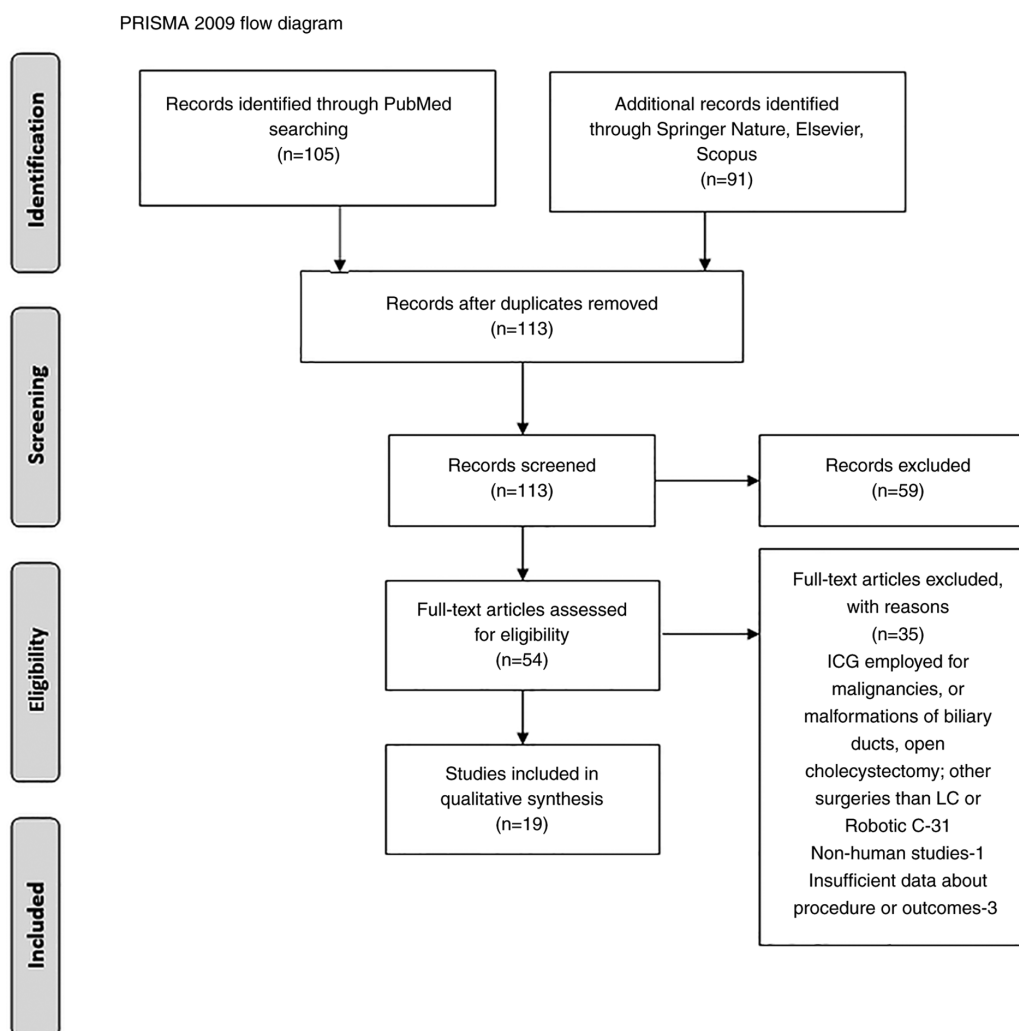 PRISMA 2009 flow diagram
Identification
Records identified through PubMed
searching
(n=105)
Additional records identified
through Springer Nature, Elsevier,
Scopus
(n=91)
Records after duplicates removed
(n=113)
Screening
Records screened
(n=113)
Records excluded
(n=59)
Eligibility
Full-text articles assessed
for eligibility
(n=54)
Full-text articles excluded,
with reasons
(n=35)
ICG employed for
malignancies, or
malformations of biliary
ducts, open
cholecystectomy; other
surgeries than LC or
Robotic C-31
Non-human studies-1
Insufficient data about
procedure or outcomes-3
Included
Studies included in
qualitative synthesis
(n=19)